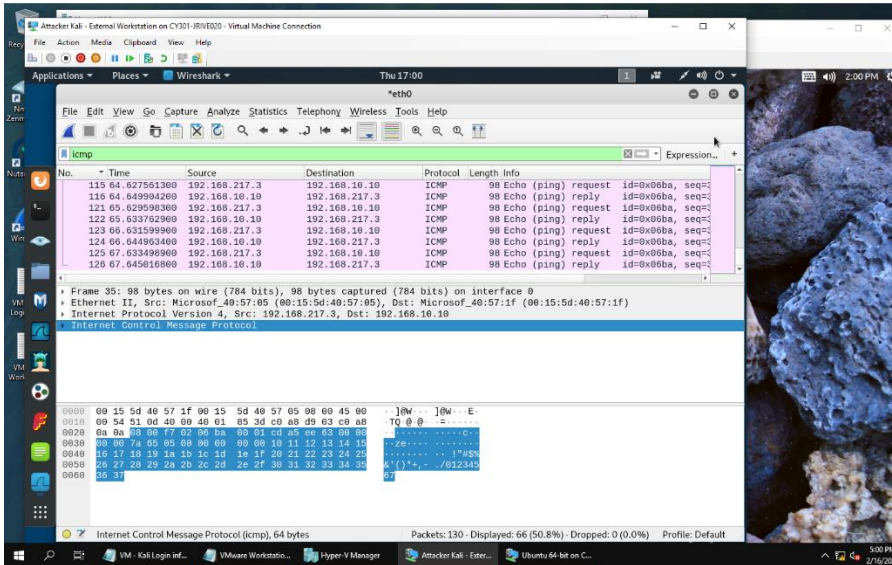 Attacker Kali - External Workstation on CY301-JRIVE020 - Virtual Machine Connection
File Action Media Clipboard View Help
Applications Places Wireshark Thu 17:00 1 2:00 PM
*eth0
File Edit View Go Capture Analyze Statistics Telephony Wireless Tools Help
icmp Expression... +
No. Time Source Destination Protocol Length Info
115 64.627561300 192.168.217.3 192.168.10.10 ICMP 98 Echo (ping) request id=0x06ba, seq=3
116 64.649904200 192.168.10.10 192.168.217.3 ICMP 98 Echo (ping) reply id=0x06ba, seq=3
121 65.629598300 192.168.217.3 192.168.10.10 ICMP 98 Echo (ping) request id=0x06ba, seq=3
122 65.633762900 192.168.10.10 192.168.217.3 ICMP 98 Echo (ping) reply id=0x06ba, seq=3
123 66.631599900 192.168.217.3 192.168.10.10 ICMP 98 Echo (ping) request id=0x06ba, seq=3
124 66.644963400 192.168.10.10 192.168.217.3 ICMP 98 Echo (ping) reply id=0x06ba, seq=3
125 67.633498900 192.168.217.3 192.168.10.10 ICMP 98 Echo (ping) request id=0x06ba, seq=3
126 67.645016800 192.168.10.10 192.168.217.3 ICMP 98 Echo (ping) reply id=0x06ba, seq=3
Frame 35: 98 bytes on wire (784 bits), 98 bytes captured (784 bits) on interface 0
Ethernet II, Src: Microsof_40:57:05 (00:15:5d:40:57:05), Dst: Microsof_40:57:1f (00:15:5d:40:57:1f)
Internet Protocol Version 4, Src: 192.168.217.3, Dst: 192.168.10.10
Internet Control Message Protocol
0000 00 15 5d 40 57 1f 00 15 5d 40 57 05 08 00 45 00 ··]@W··· ]@W···E·
0010 00 54 51 0d 40 00 40 01 85 3d c0 a8 d9 03 c0 a8 ·TQ·@·@· ·=······
0020 0a 0a 08 00 f7 02 06 ba 00 01 cd a5 ee 63 00 00 ········ ·····c··
0030 00 00 7a 65 05 00 00 00 00 00 10 11 12 13 14 15 ··ze···· ········
0040 16 17 18 19 1a 1b 1c 1d 1e 1f 20 21 22 23 24 25 ········ ·· !"#$%
0050 26 27 28 29 2a 2b 2c 2d 2e 2f 30 31 32 33 34 35 &'()*+,- ./012345
0060 36 37 67
Internet Control Message Protocol (icmp), 64 bytes Packets: 130 · Displayed: 66 (50.8%) · Dropped: 0 (0.0%) Profile: Default
VM - Kali Login inf... VMware Workstatio... Hyper-V Manager Attacker Kali - Exter... Ubuntu 64-bit on C...